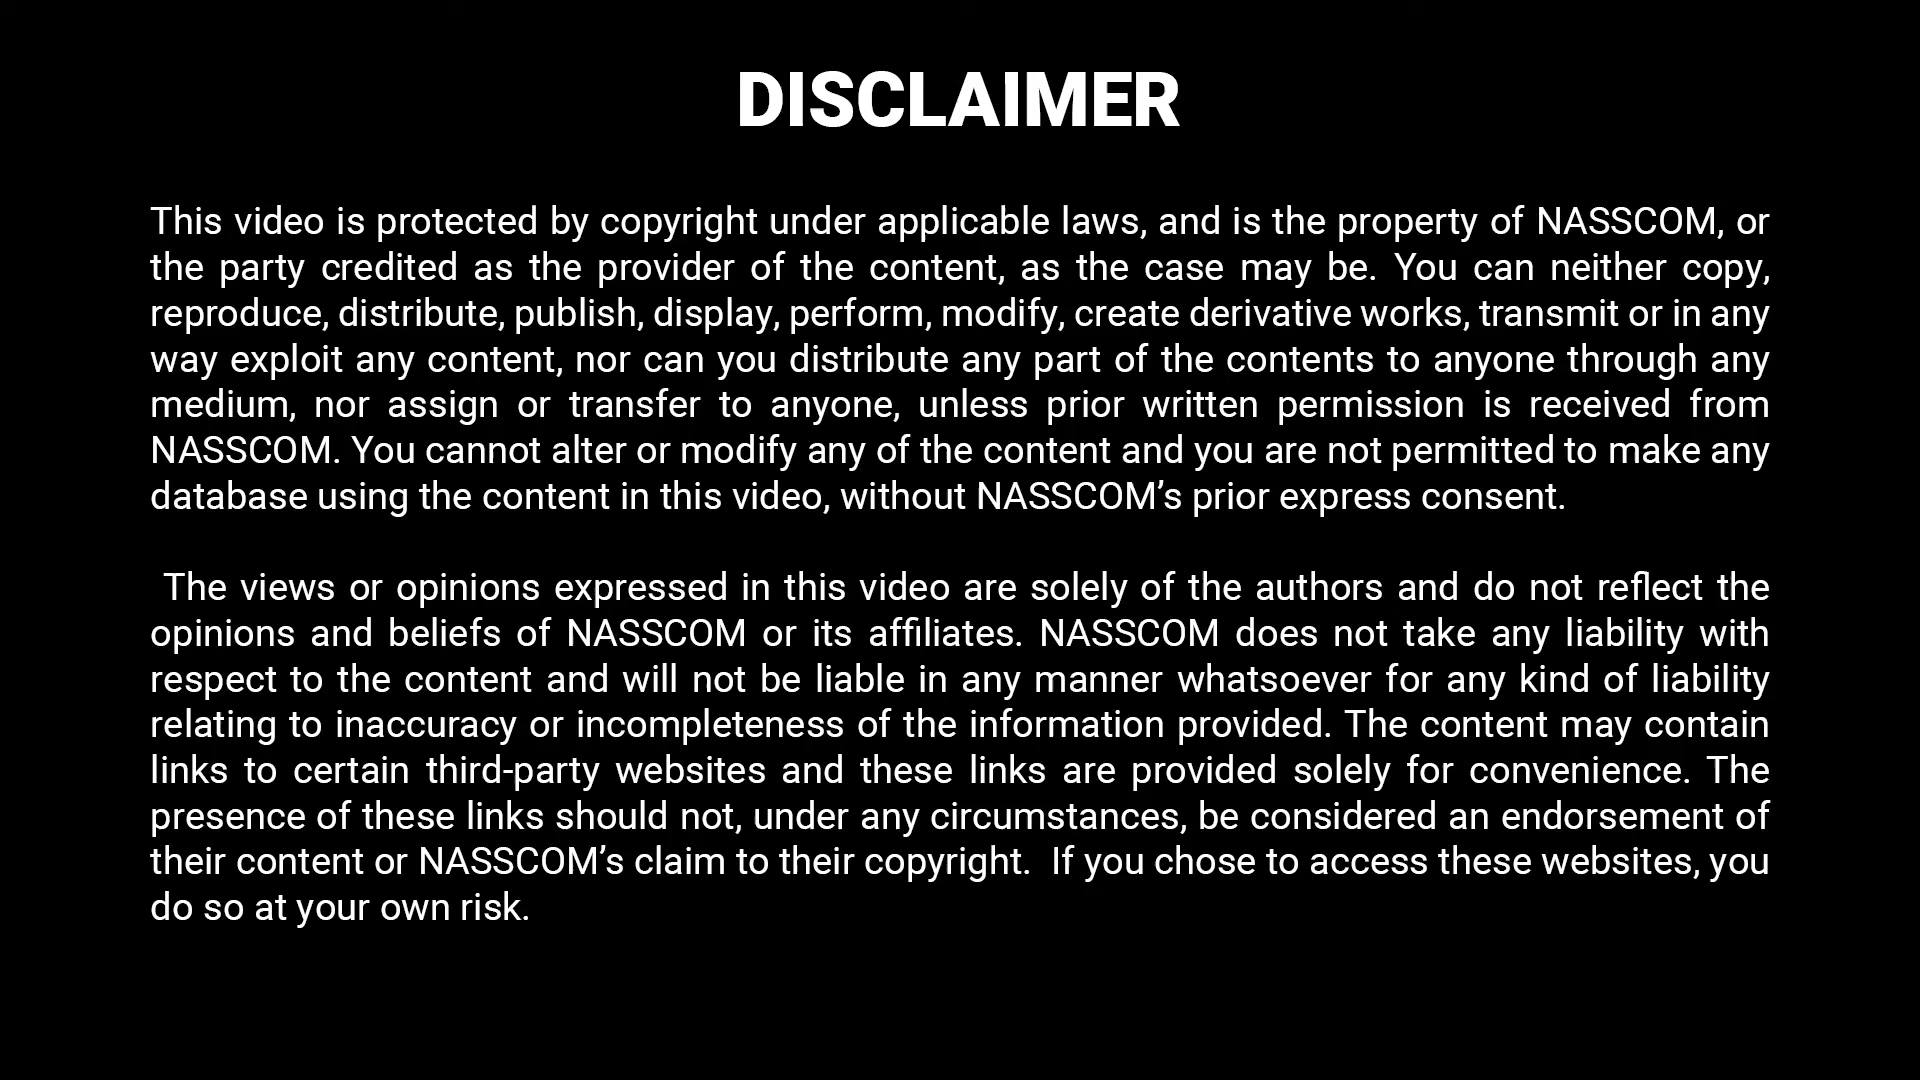 DISCLAIMER
This video is protected by copyright under applicable laws, and is the property of NASSCOM, or
the party credited as the provider of the content, as the case may be. You can neither copy,
reproduce, distribute, publish, display, perform, modify, create derivative works, transmit or in any
way exploit any content, nor can you distribute any part of the contents to anyone through any
medium, nor assign or transfer to anyone, unless prior written permission is received from
NASSCOM. You cannot alter or modify any of the content and you are not permitted to make any
database using the content in this video, without NASSCOM’s prior express consent.
The views or opinions expressed in this video are solely of the authors and do not reflect the
opinions and beliefs of NASSCOM or its affiliates. NASSCOM does not take any liability with
respect to the content and will not be liable in any manner whatsoever for any kind of liability
relating to inaccuracy or incompleteness of the information provided. The content may contain
links to certain third-party websites and these links are provided solely for convenience. The
presence of these links should not, under any circumstances, be considered an endorsement of
their content or NASSCOM’s claim to their copyright.  If you chose to access these websites, you
do so at your own risk.